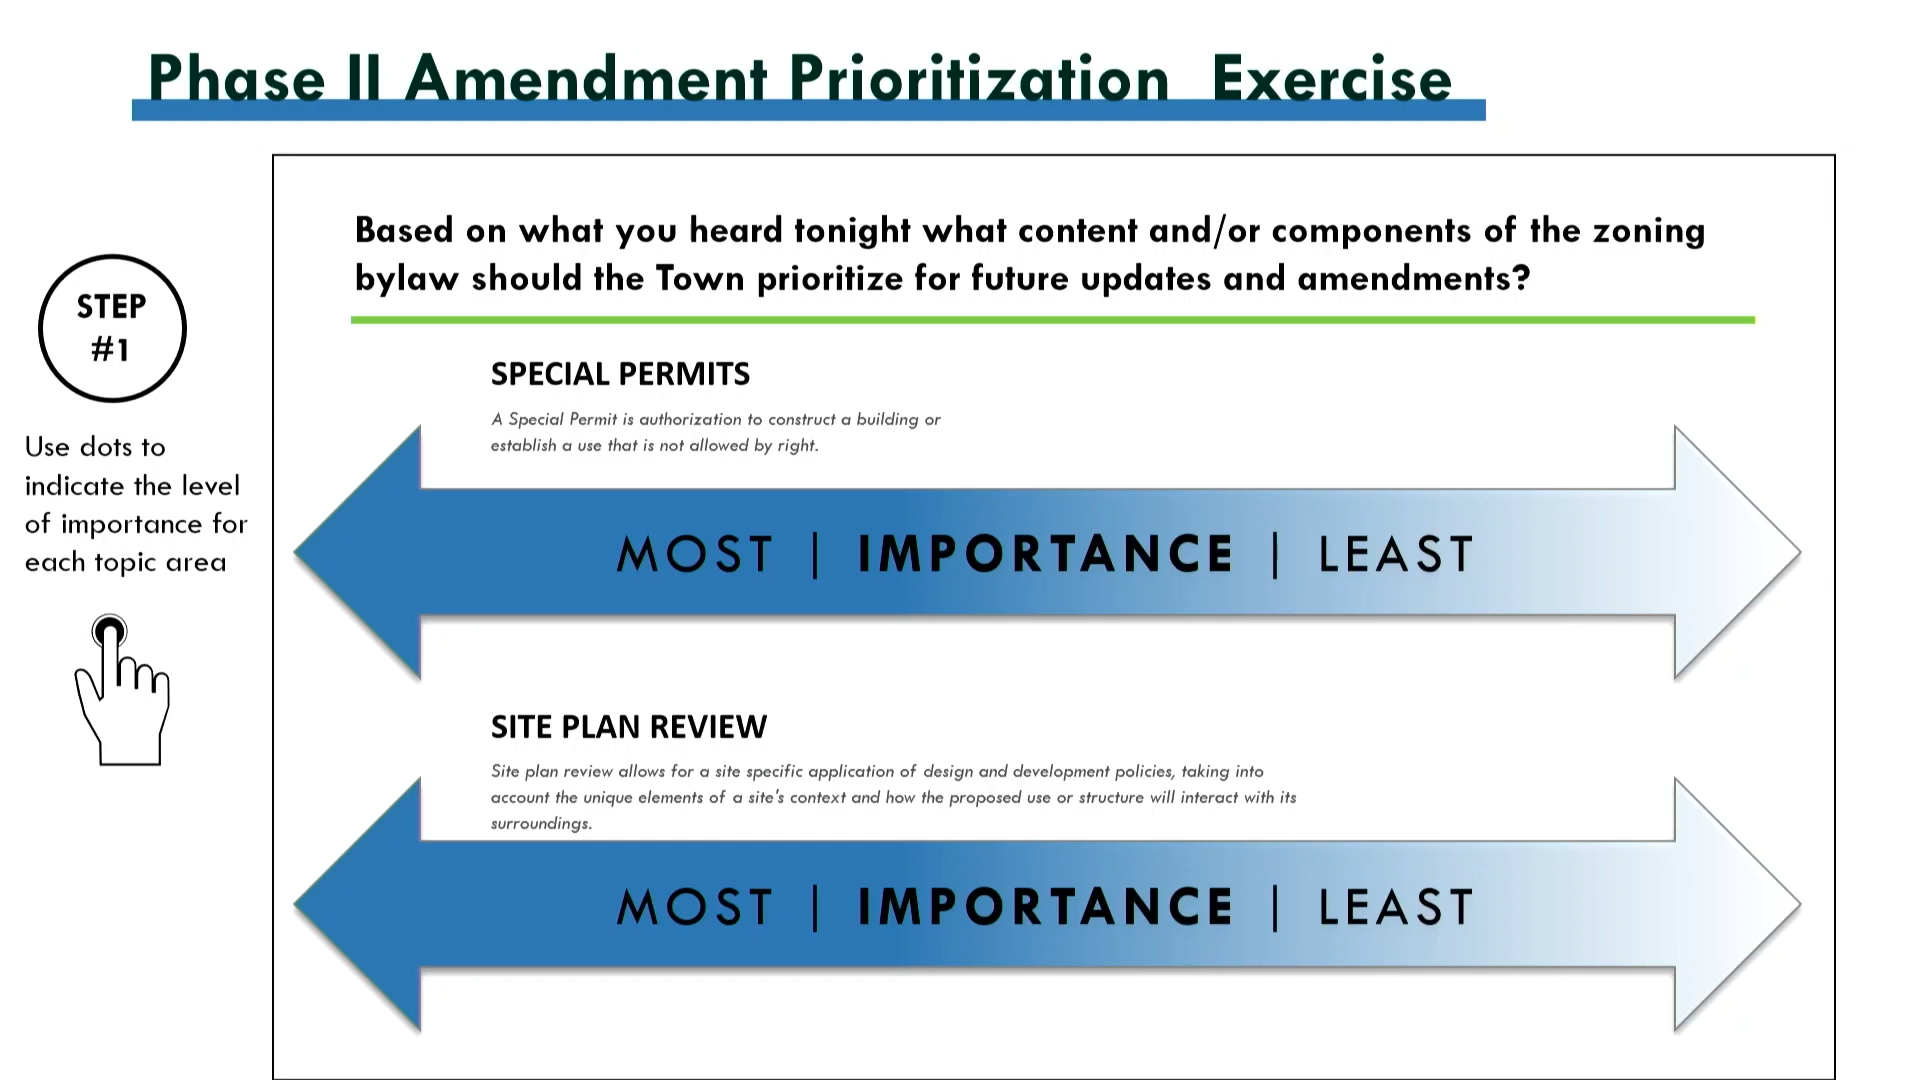 Phase II Amendment Prioritization Exercise
Based on what you heard tonight what content and/or components of the zoning
bylaw should the Town prioritize for future updates and amendments?
STEP
#1
Use dots to
indicate the level
of importance for
each topic area
SPECIAL PERMITS
A Special Permit is authorization to construct a building or
establish a use that is not allowed by right.
MOST | IMPORTANCE | LEAST
SITE PLAN REVIEW
Site plan review allows for a site specific application of design and development policies, taking into
account the unique elements of a site's context and how the proposed use or structure will interact with its
surroundings.
MOST | IMPORTANCE | LEAST